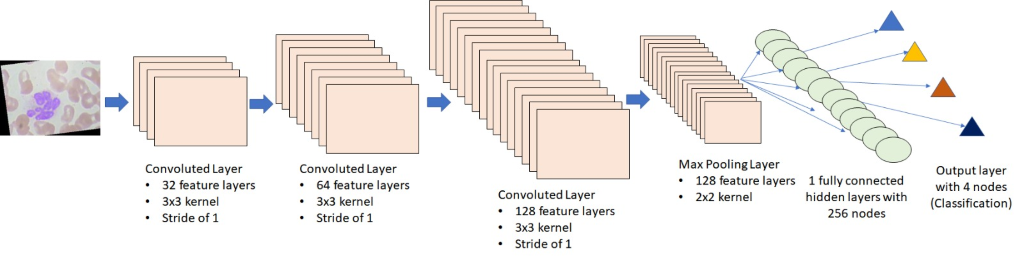 Convoluted Layer
• 32 feature layers
• 3x3 kernel
• Stride of 1
Convoluted Layer
• 64 feature layers
• 3x3 kernel
• Stride of 1
Convoluted Layer
• 128 feature layers
• 3x3 kernel
• Stride of 1
Max Pooling Layer
• 128 feature layers
• 2x2 kernel
1 fully connected
hidden layers with
256 nodes
Output layer
with 4 nodes
(Classification)